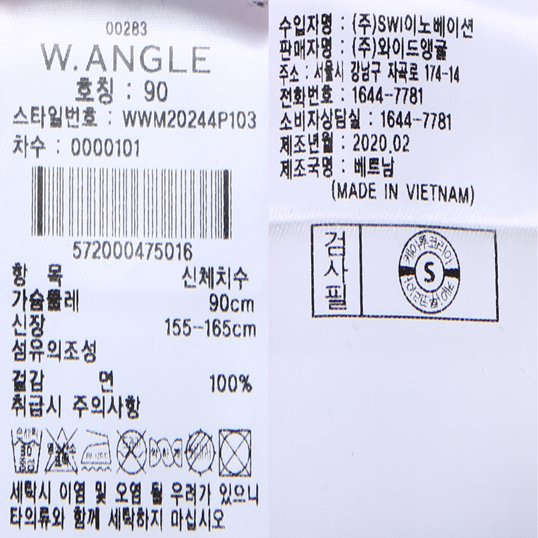 00283
W.ANGLE
호칭 : 90
스타일번호 : WWM20244P103
차수 : 0000101
572000475016
항 목 신체치수
가슴둘레 90cm
신장 155-165cm
섬유의조성
겉감 면 100%
취급시 주의사항
손세탁
30
중성
세탁시 이염 및 오염 될 우려가 있으니
타의류와 함께 세탁하지 마십시오
수입자명 : (주)SWI이노베이션
판매자명 : (주)와이드앵글
주소 : 서울시 강남구 자곡로 174-14
전화번호 : 1644-7781
소비자상담실 : 1644-7781
제조년월 : 2020.02
제조국명 : 베트남
(MADE IN VIETNAM)
검사필
S